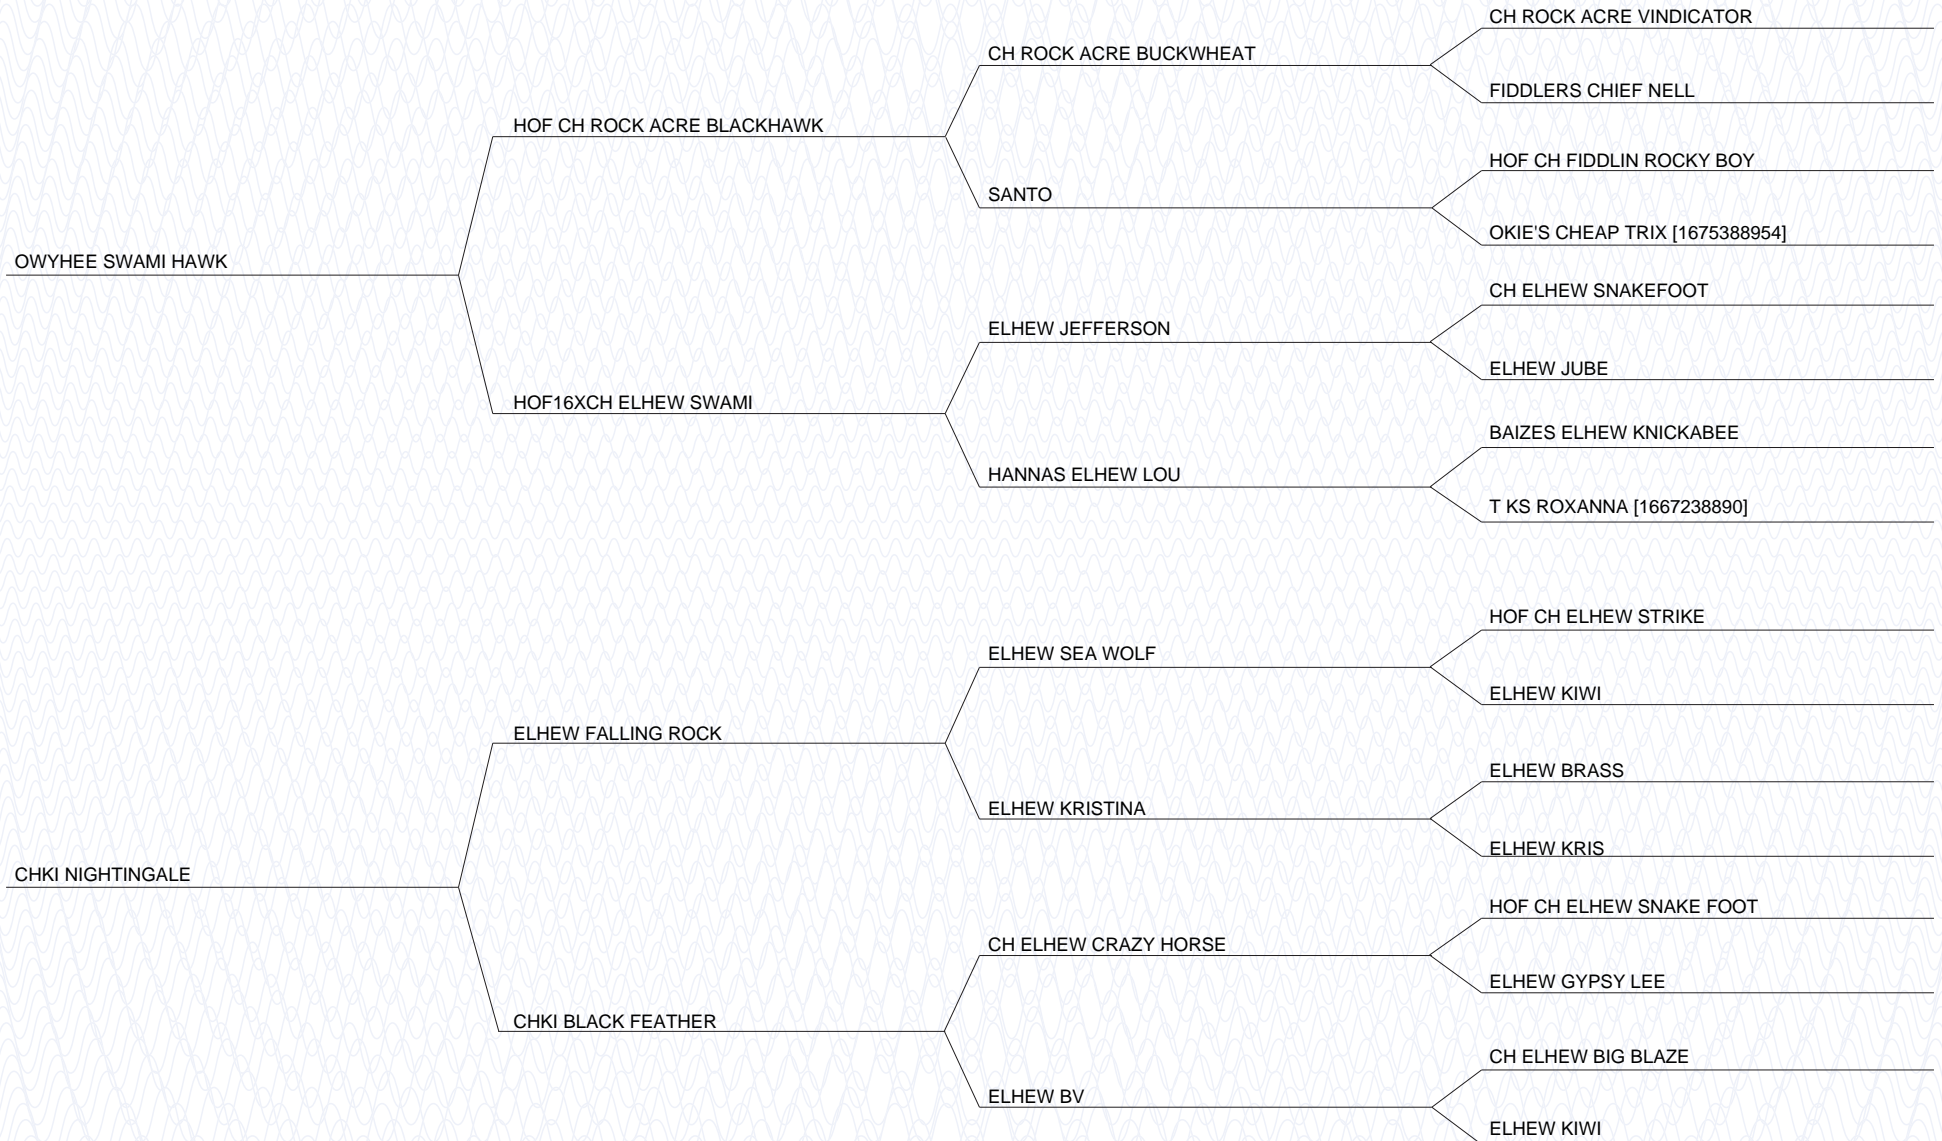 CH ROCK ACRE VINDICATOR
CH ROCK ACRE BUCKWHEAT
FIDDLERS CHIEF NELL
HOF CH ROCK ACRE BLACKHAWK
HOF CH FIDDLIN ROCKY BOY
SANTO
OKIE'S CHEAP TRIX [1675388954]
OWYHEE SWAMI HAWK
CH ELHEW SNAKEFOOT
ELHEW JEFFERSON
ELHEW JUBE
HOF16XCH ELHEW SWAMI
BAIZES ELHEW KNICKABEE
HANNAS ELHEW LOU
T KS ROXANNA [1667238890]
HOF CH ELHEW STRIKE
ELHEW SEA WOLF
ELHEW KIWI
ELHEW FALLING ROCK
ELHEW BRASS
ELHEW KRISTINA
ELHEW KRIS
CHKI NIGHTINGALE
HOF CH ELHEW SNAKE FOOT
CH ELHEW CRAZY HORSE
ELHEW GYPSY LEE
CHKI BLACK FEATHER
CH ELHEW BIG BLAZE
ELHEW BV
ELHEW KIWI